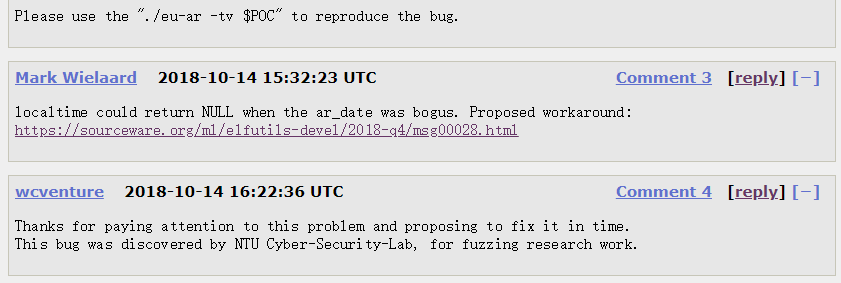 Please use the "./eu-ar -tv $POC" to reproduce the bug.
Mark Wielaard 2018-10-14 15:32:23 UTC Comment 3 [reply] [−]
localtime could return NULL when the ar_date was bogus. Proposed workaround:
https://sourceware.org/ml/elfutils-devel/2018-q4/msg00028.html
wcventure 2018-10-14 16:22:36 UTC Comment 4 [reply] [−]
Thanks for paying attention to this problem and proposing to fix it in time.
This bug was discovered by NTU Cyber-Security-Lab, for fuzzing research work.